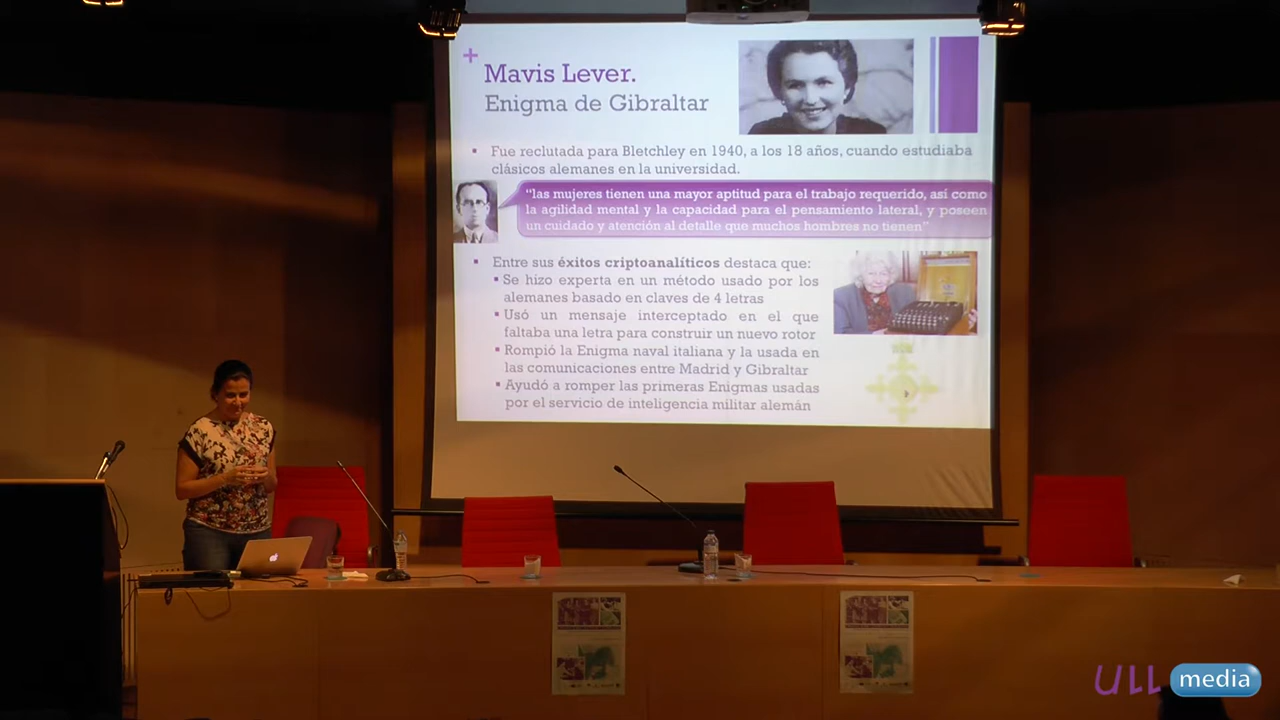 +
Mavis Lever.
Enigma de Gibraltar
▪ Fue reclutada para Bletchley en 1940, a los 18 años, cuando estudiaba
clásicos alemanes en la universidad.
“las mujeres tienen una mayor aptitud para el trabajo requerido, así como
la agilidad mental y la capacidad para el pensamiento lateral, y poseen
un cuidado y atención al detalle que muchos hombres no tienen”
▪ Entre sus éxitos criptoanalíticos destaca que:
▪ Se hizo experta en un método usado por los
alemanes basado en claves de 4 letras
▪ Usó un mensaje interceptado en el que
faltaba una letra para construir un nuevo rotor
▪ Rompió la Enigma naval italiana y la usada en
las comunicaciones entre Madrid y Gibraltar
▪ Ayudó a romper las primeras Enigmas usadas
por el servicio de inteligencia militar alemán
ULL media